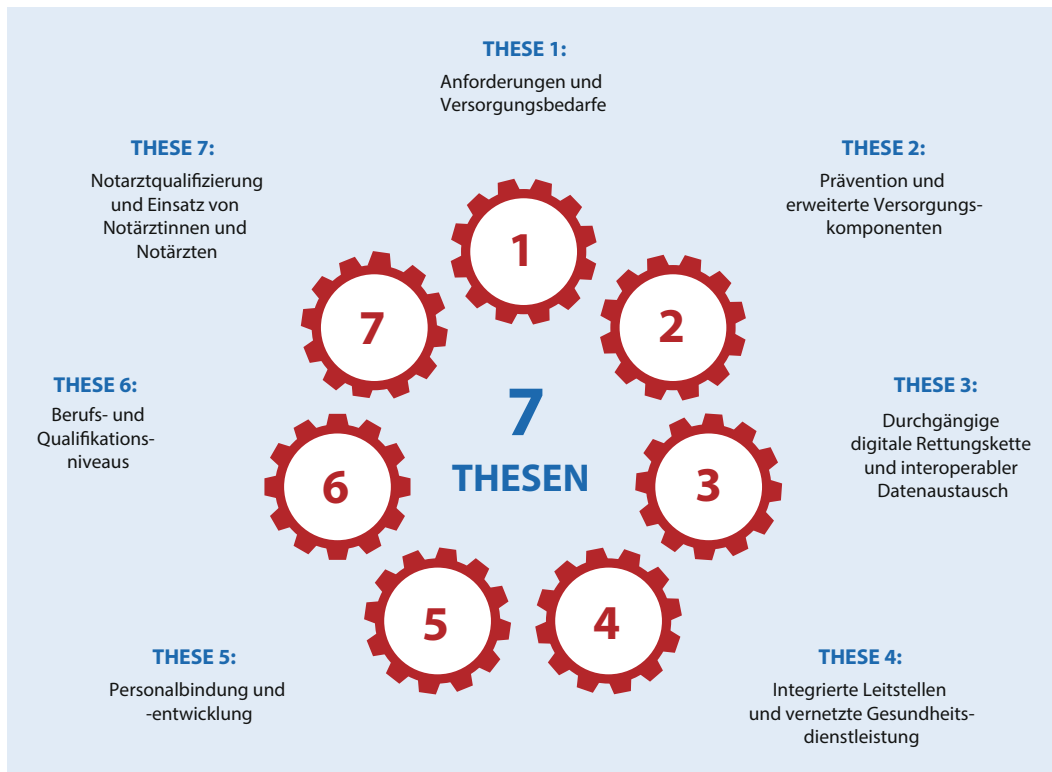 THESE 1:
Anforderungen und
Versorgungsbedarfe
THESE 2:
Prävention und
erweiterte Versorgungs-
komponenten
THESE 3:
Durchgängige
digitale Rettungskette
und interoperabler
Datenaustausch
THESE 4:
Integrierte Leitstellen
und vernetzte Gesundheits-
dienstleistung
THESE 5:
Personalbindung und
-entwicklung
THESE 6:
Berufs- und
Qualifikations-
niveaus
THESE 7:
Notarztqualifizierung
und Einsatz von
Notärztinnen und
Notärzten
1
2
3
4
5
6
7
7
THESEN